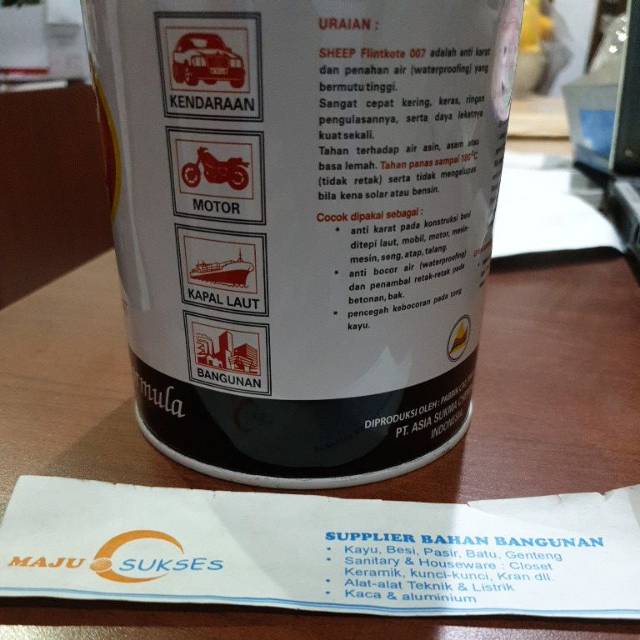 KENDARAAN
MOTOR
KAPAL LAUT
BANGUNAN
URAIAN :
SHEEP Flintkote 007 adalah anti karat
dan penahan air (waterproofing) yang
bermutu tinggi.
Sangat cepat kering, keras, ringan
pengulasannya, serta daya lekatnya
kuat sekali.
Tahan terhadap air asin, asam atau
basa lemah. Tahan panas sampai 180°C
(tidak retak) serta tidak mengelupas
bila kena solar atau bensin.
Cocok dipakai sebagai :
• anti karat pada konstruksi besi
ditepi laut, mobil, motor, mesin-
mesin, seng, atap, talang.
• anti bocor air (waterproofing)
dan penambal retak-retak pada
betonan, bak.
• pencegah kebocoran pada tong
kayu.
DIPRODUKSI OLEH : PABRIK CAT
PT. ASIA SUKMA
INDONESIA
MAJU SUKSES
SUPPLIER BAHAN BANGUNAN
• Kayu, Besi, Pasir, Batu, Genteng
• Sanitary & Houseware : Closet
Keramik, kunci-kunci, Kran dll.
• Alat-alat Teknik & Listrik
• Kaca & aluminium